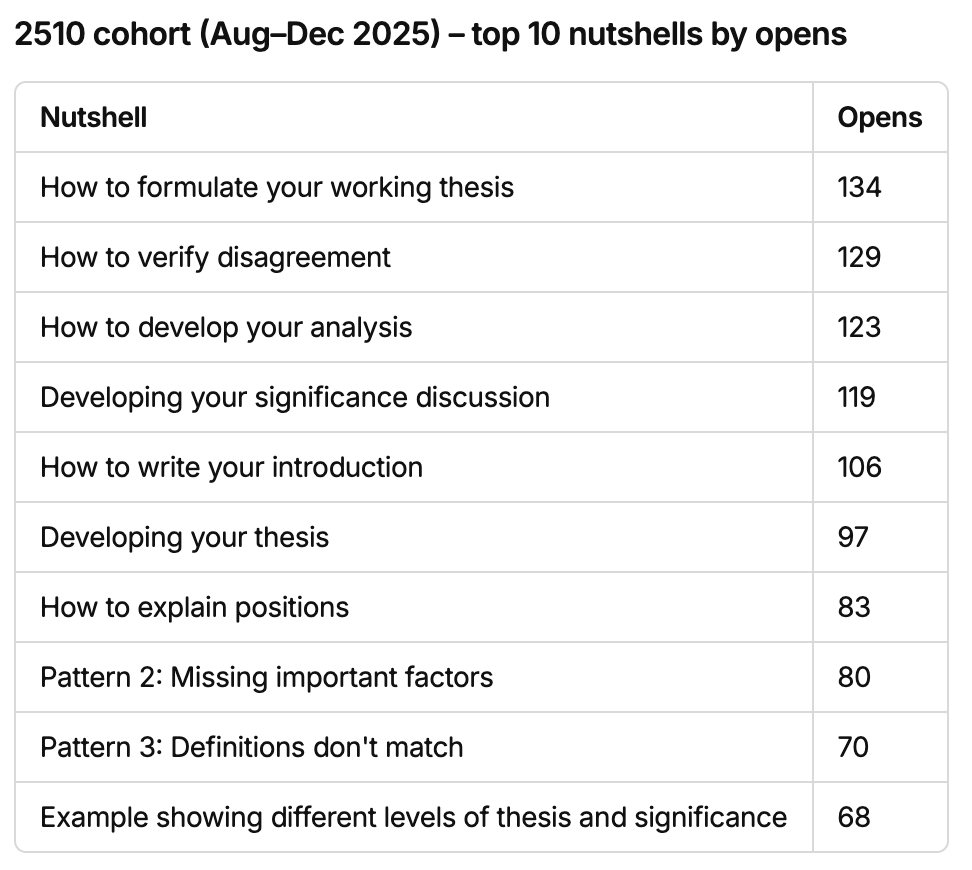 2510 cohort (Aug–Dec 2025) – top 10 nutshells by opens
Nutshell Opens
How to formulate your working thesis 134
How to verify disagreement 129
How to develop your analysis 123
Developing your significance discussion 119
How to write your introduction 106
Developing your thesis 97
How to explain positions 83
Pattern 2: Missing important factors 80
Pattern 3: Definitions don't match 70
Example showing different levels of thesis and significance 68